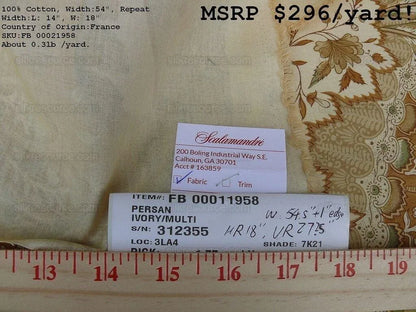 100% Cotton, Width:54", Repeat
Width:L: 14", W: 18"
Country of Origin:France
SKU:FB 00021958
About 0.31b /yard.
MSRP $296/yard!
Scalamandre
200 Boling Industrial Way S.E.
Calhoun, GA 30701
Acct # 163859
Fabric Trim
ITEM#: FB 00011958
PERSAN
IVORY/MULTI
S/N: 312355
LOC: 3LA4 SHADE: 7K21
W. 54.5"+1" edge
HR 18", VR 27.5"
13 14 15 16 17 18 19